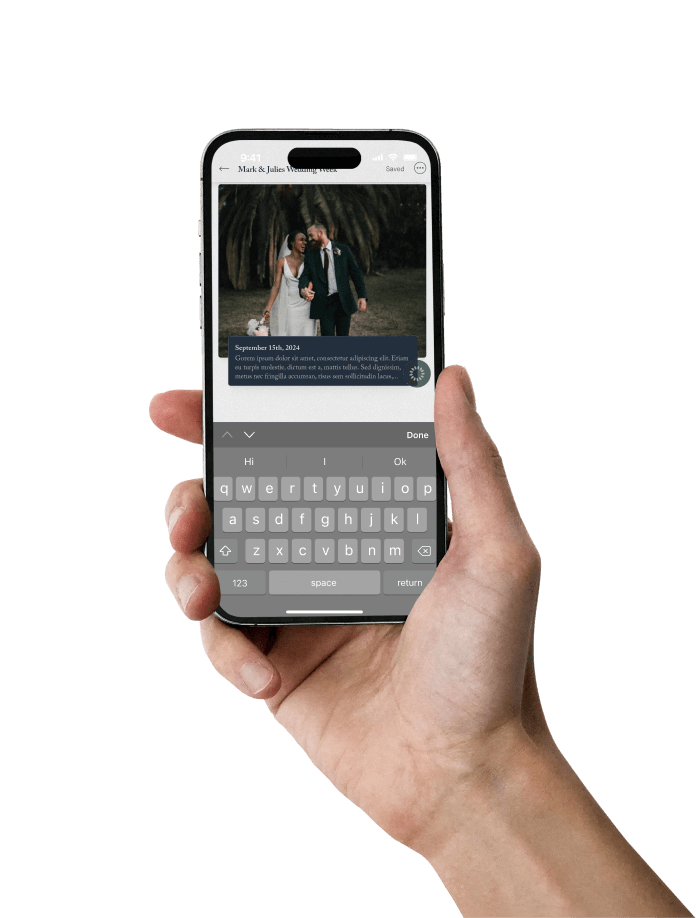 9:41
Mark & Julies Wedding Week
Saved
September 15th, 2024
Gorem ipsum dolor sit amet, consectetur adipiscing elit. Etiam
eu turpis molestie, dictum est a, mattis tellus. Sed dignissim,
metus nec fringilla accumsan, risus sem sollicitudin lacus,...
Done
Hi I Ok
q w e r t y u i o p
a s d f g h j k l
z x c v b n m
123 space return